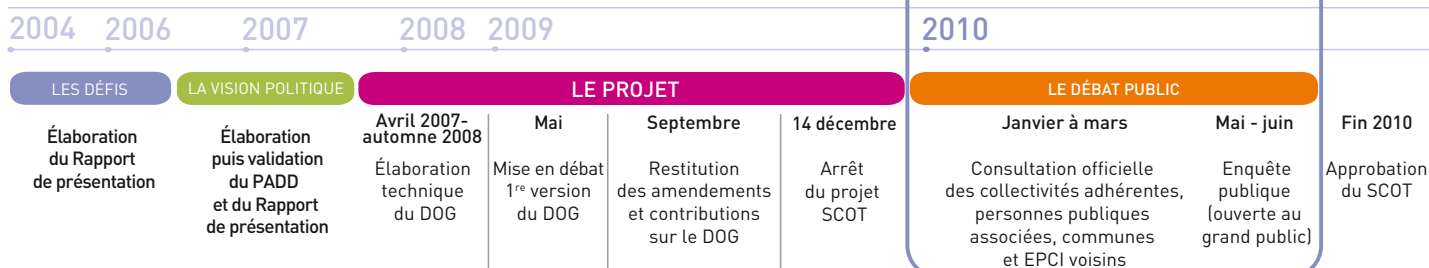 2004 2006 2007 2008 2009 2010
LES DÉFIS
LA VISION POLITIQUE
LE PROJET
LE DÉBAT PUBLIC
Élaboration
du Rapport
de présentation
Élaboration
puis validation
du PADD
et du Rapport
de présentation
Avril 2007-
automne 2008
Élaboration
technique
du DOG
Mai
Mise en débat
1re version
du DOG
Septembre
Restitution
des amendements
et contributions
sur le DOG
14 décembre
Arrêt
du projet
SCOT
Janvier à mars
Consultation officielle
des collectivités adhérentes,
personnes publiques
associées, communes
et EPCI voisins
Mai - juin
Enquête
publique
(ouverte au
grand public)
Fin 2010
Approbation
du SCOT